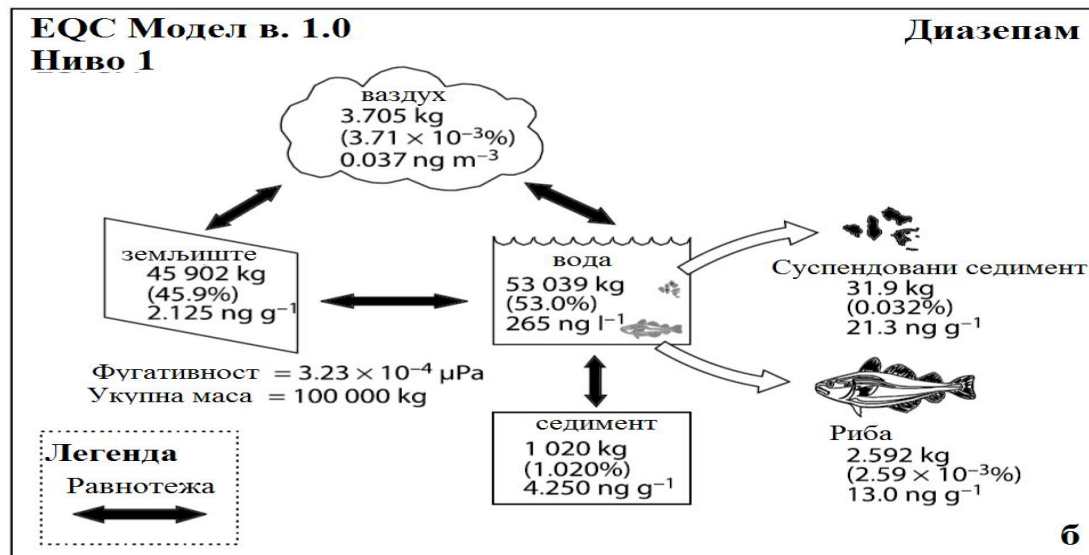 EQC Модел в. 1.0
Ниво 1
Диазепам
ваздух
3.705 kg
(3.71 × 10⁻³%)
0.037 ng m⁻³
земљиште
45 902 kg
(45.9%)
2.125 ng g⁻¹
вода
53 039 kg
(53.0%)
265 ng l⁻¹
Суспендовани седимент
31.9 kg
(0.032%)
21.3 ng g⁻¹
Фугативност = 3.23 × 10⁻⁴ µPa
Укупна маса = 100 000 kg
седимент
1 020 kg
(1.020%)
4.250 ng g⁻¹
Риба
2.592 kg
(2.59 × 10⁻³%)
13.0 ng g⁻¹
Легенда
Равнотежа
б